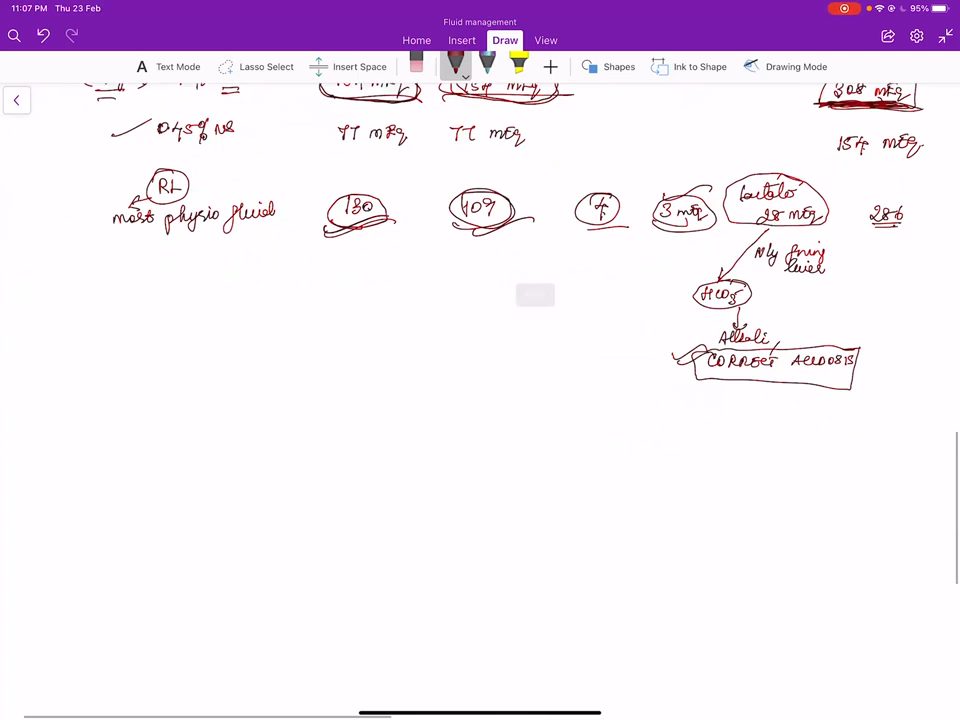 11:07 PM Thu 23 Feb
95%
Fluid management
Home Insert Draw View
Text Mode Lasso Select Insert Space Shapes Ink to Shape Drawing Mode
308 mEq
0.45% NS 77 mEq 77 mEq 154 mEq
RL
most physio fluid 130 109 4 3 mEq lactate 28 mEq
Nly
liver
HCO3
Alkali
CORRECT ACIDOSIS